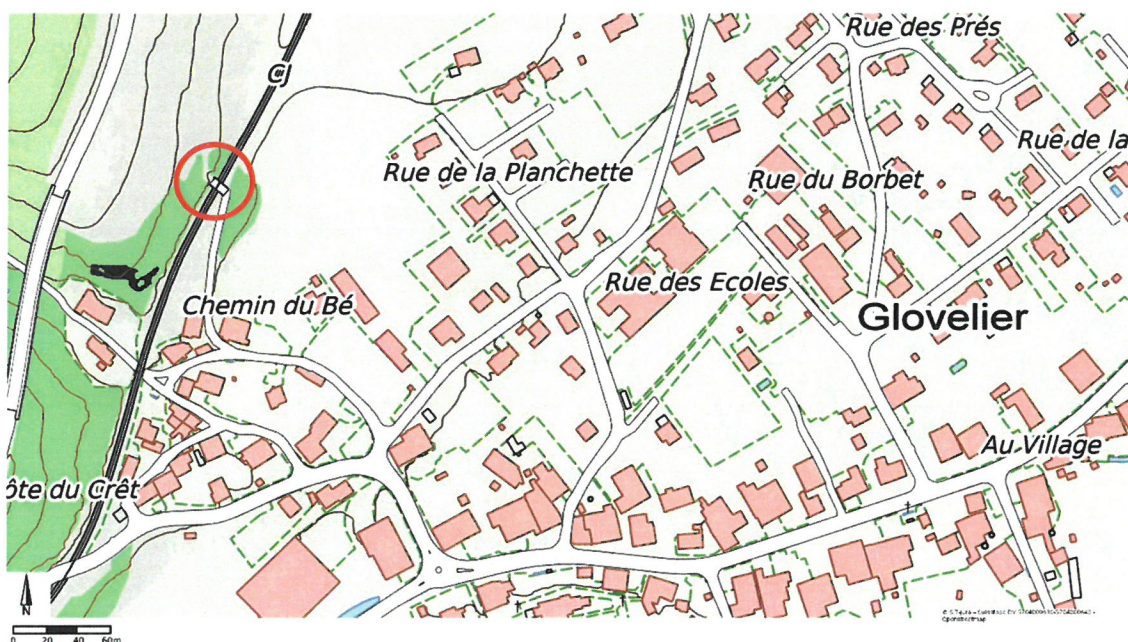 Rue des Prés
CJ
Rue de la
Rue de la Planchette
Rue du Borbet
Rue des Ecoles
Chemin du Bé
Glovelier
Au Village
ôte du Crêt
N
0 20 40 60m
Openstreetmap